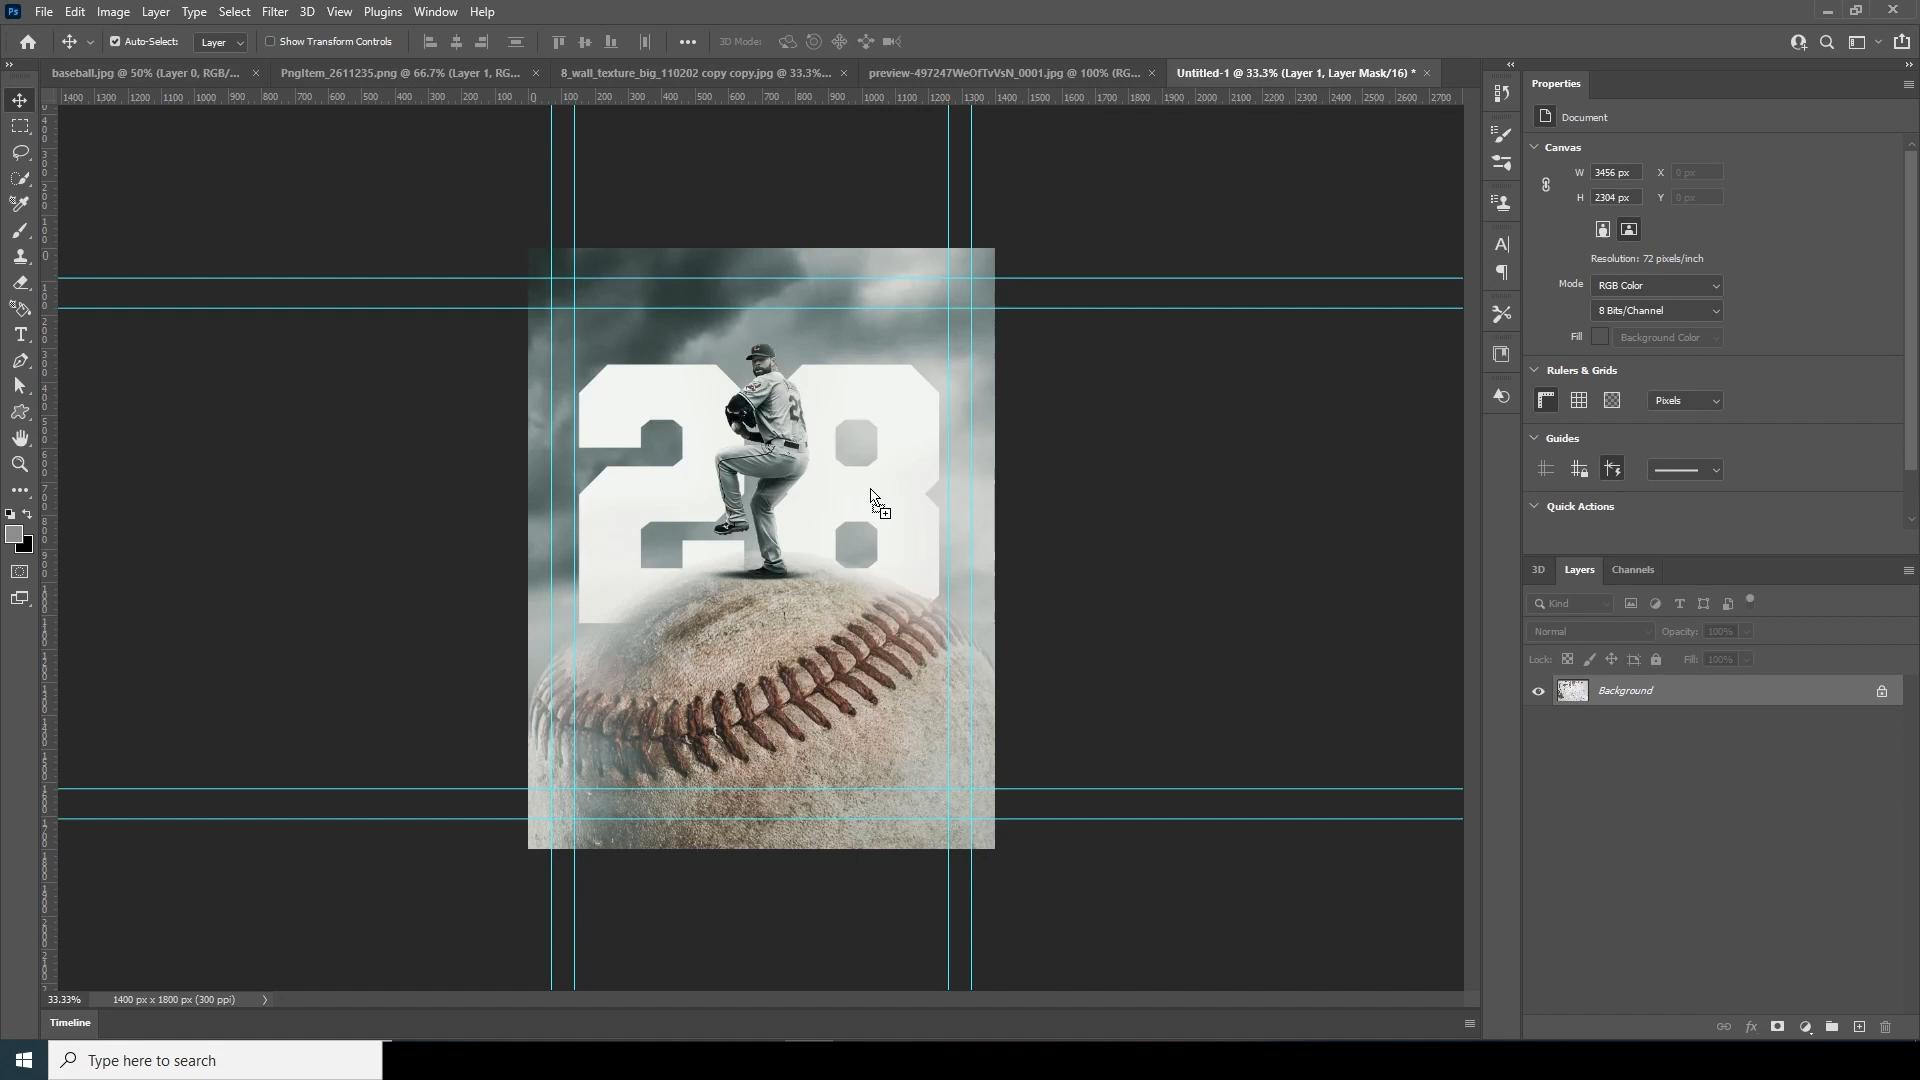 Ps File Edit Image Layer Type Select Filter 3D View Plugins Window Help
Auto-Select: Layer Show Transform Controls 3D Mode:
baseball.jpg @ 50% (Layer 0, RGB/... PngItem_2611235.png @ 66.7% (Layer 1, RG... 8_wall_texture_big_110202 copy copy.jpg @ 33.3%... preview-497247WeOfTvVsN_0001.jpg @ 100% (RG... Untitled-1 @ 33.3% (Layer 1, Layer Mask/16) *
1400 1300 1200 1100 1000 900 800 700 600 500 400 300 200 100 0 100 200 300 400 500 600 700 800 900 1000 1100 1200 1300 1400 1500 1600 1700 1800 1900 2000 2100 2200 2300 2400 2500 2600 2700
28
Properties
Document
Canvas
W 3456 px X 0 px
H 2304 px Y 0 px
Resolution: 72 pixels/inch
Mode RGB Color
8 Bits/Channel
Fill Background Color
Rulers & Grids
Pixels
Guides
Quick Actions
3D Layers Channels
Kind
Normal Opacity: 100%
Lock: Fill: 100%
Background
33.33% 1400 px x 1800 px (300 ppi)
Timeline
Type here to search